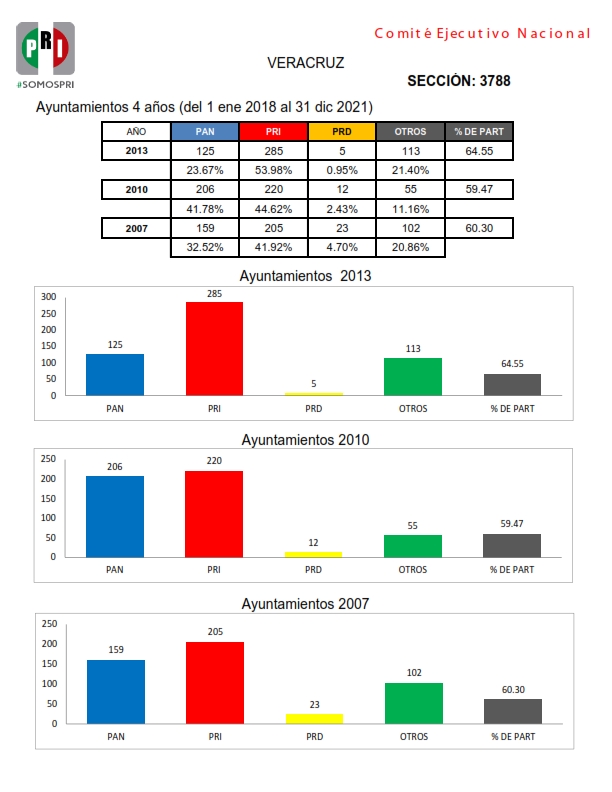 Comité Ejecutivo Nacional
PRI
#SOMOSPRI
VERACRUZ
SECCIÓN: 3788
Ayuntamientos 4 años (del 1 ene 2018 al 31 dic 2021)
AÑO PAN PRI PRD OTROS % DE PART
2013 125 285 5 113 64.55
23.67% 53.98% 0.95% 21.40%
2010 206 220 12 55 59.47
41.78% 44.62% 2.43% 11.16%
2007 159 205 23 102 60.30
32.52% 41.92% 4.70% 20.86%
Ayuntamientos 2013
300
250
200
150
100
50
0
125 285 5 113 64.55
PAN PRI PRD OTROS % DE PART
Ayuntamientos 2010
250
200
150
100
50
0
206 220 12 55 59.47
PAN PRI PRD OTROS % DE PART
Ayuntamientos 2007
250
200
150
100
50
0
159 205 23 102 60.30
PAN PRI PRD OTROS % DE PART